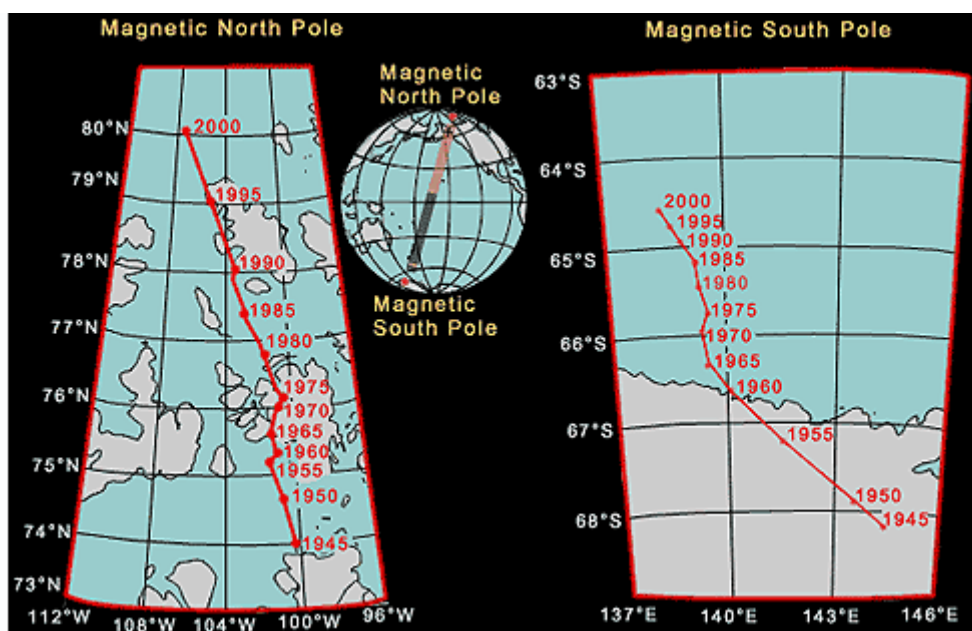 Magnetic North Pole
80°N
79°N
78°N
77°N
76°N
75°N
74°N
73°N
2000
1995
1990
1985
1980
1975
1970
1965
1960
1955
1950
1945
112°W
108°W
104°W
100°W
96°W
Magnetic
North Pole
Magnetic
South Pole
Magnetic South Pole
63°S
64°S
65°S
66°S
67°S
68°S
2000
1995
1990
1985
1980
1975
1970
1965
1960
1955
1950
1945
137°E
140°E
143°E
146°E